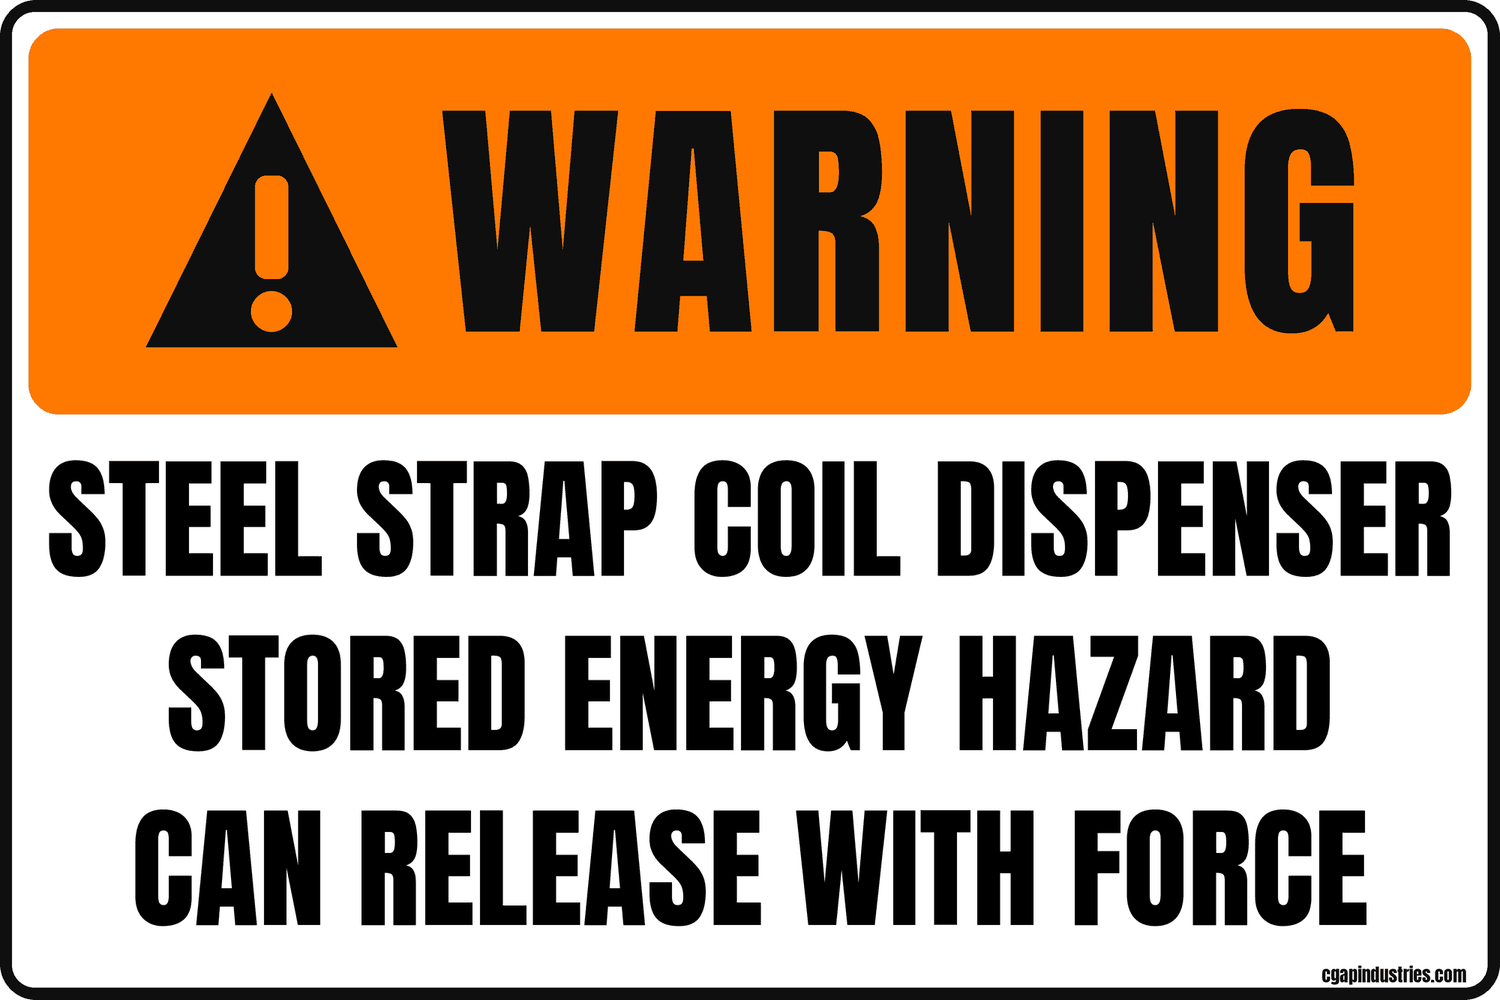 WARNING
STEEL STRAP COIL DISPENSER
STORED ENERGY HAZARD
CAN RELEASE WITH FORCE
cgapindustries.com